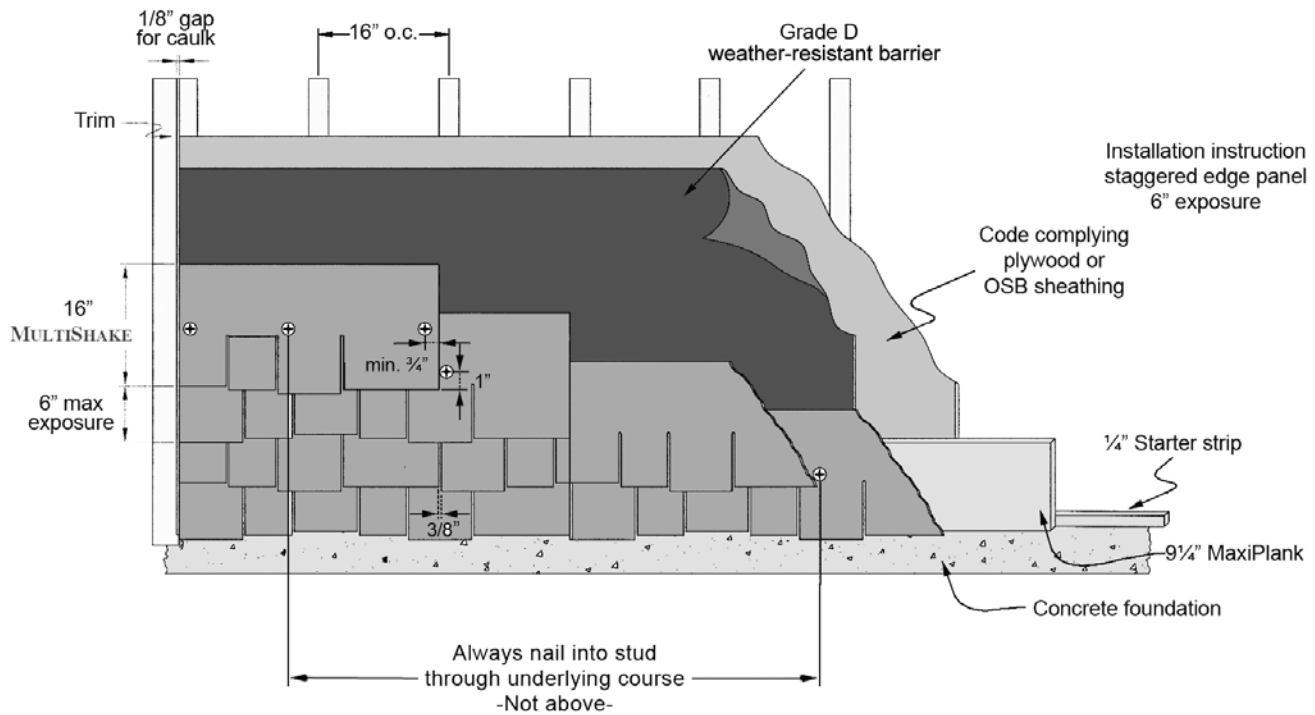 1/8” gap
for caulk
16” o.c.
Grade D
weather-resistant barrier
Trim
Installation instruction
staggered edge panel
6” exposure
Code complying
plywood or
OSB sheathing
16”
MULTISHAKE
min. ¾”
1”
6” max
exposure
¼” Starter strip
3/8”
9¼” MaxiPlank
Concrete foundation
Always nail into stud
through underlying course
-Not above-